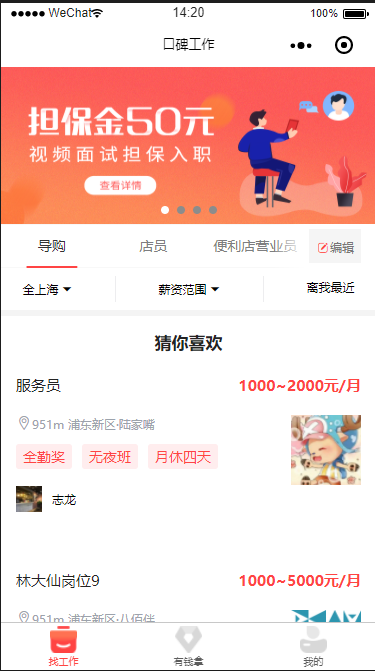 WeChat 14:20 100%
口碑工作
担保金50元
视频面试担保入职
查看详情
导购 店员 便利店营业员 编辑
全上海 薪资范围 离我最近
猜你喜欢
服务员 1000~2000元/月
951m 浦东新区·陆家嘴
全勤奖 无夜班 月休四天
志龙
林大仙岗位9 1000~5000元/月
951m 浦东新区·八佰伴
找工作 有钱拿 我的